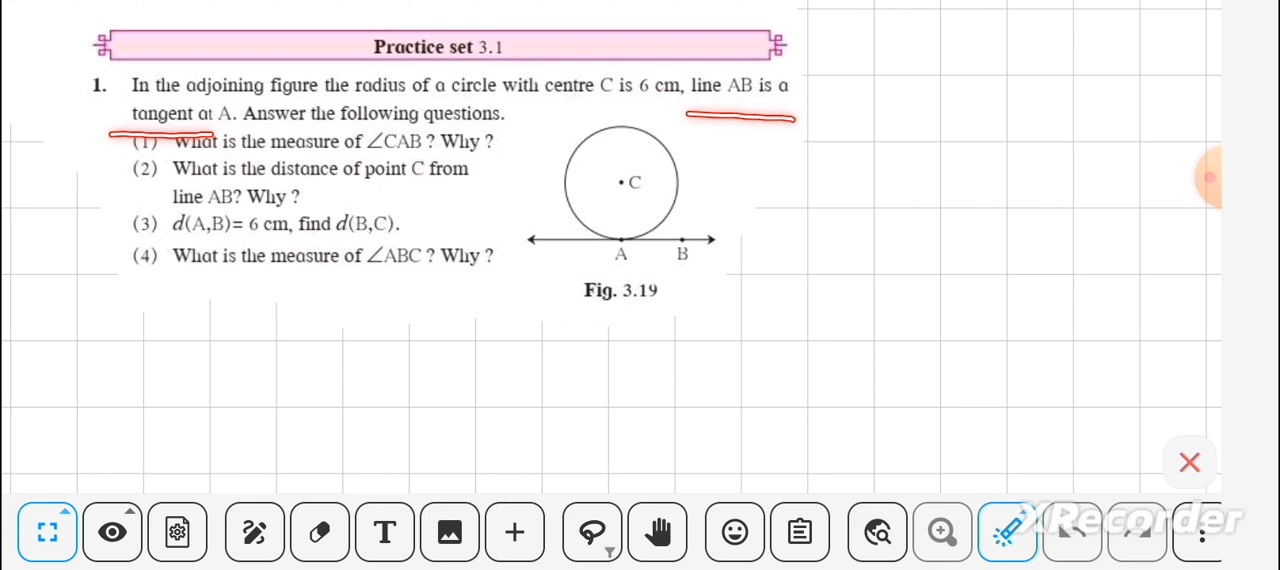 Practice set 3.1
1. In the adjoining figure the radius of a circle with centre C is 6 cm, line AB is a
tangent at A. Answer the following questions.
(1) What is the measure of ∠CAB ? Why ?
(2) What is the distance of point C from
line AB? Why ?
(3) d(A,B)= 6 cm, find d(B,C).
(4) What is the measure of ∠ABC ? Why ?
C
A B
Fig. 3.19
T
XRecorder